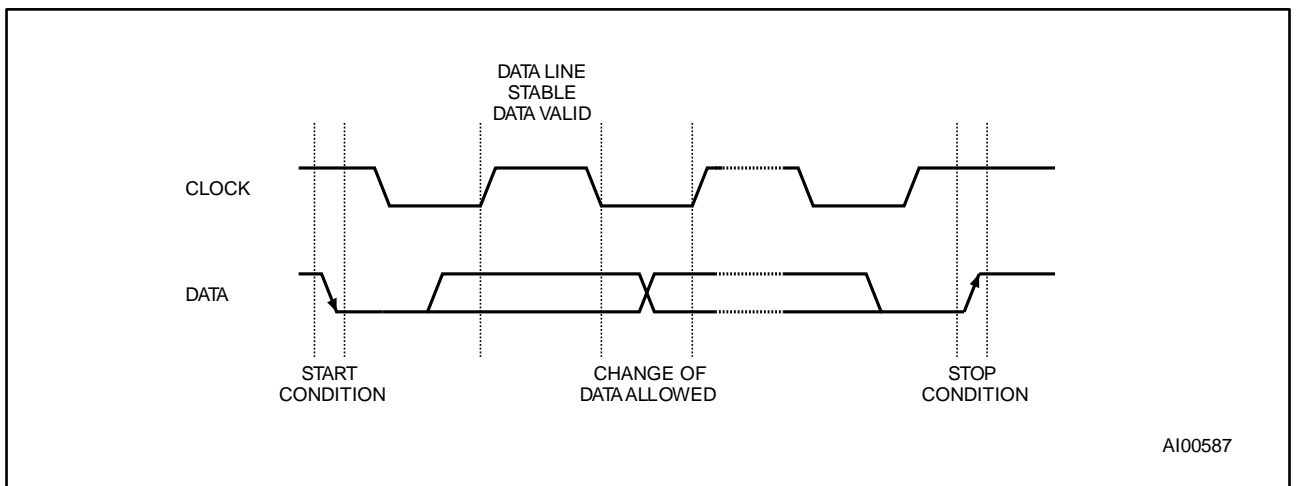 DATA LINE
STABLE
DATA VALID
CLOCK
DATA
START
CONDITION
CHANGE OF
DATA ALLOWED
STOP
CONDITION
AI00587